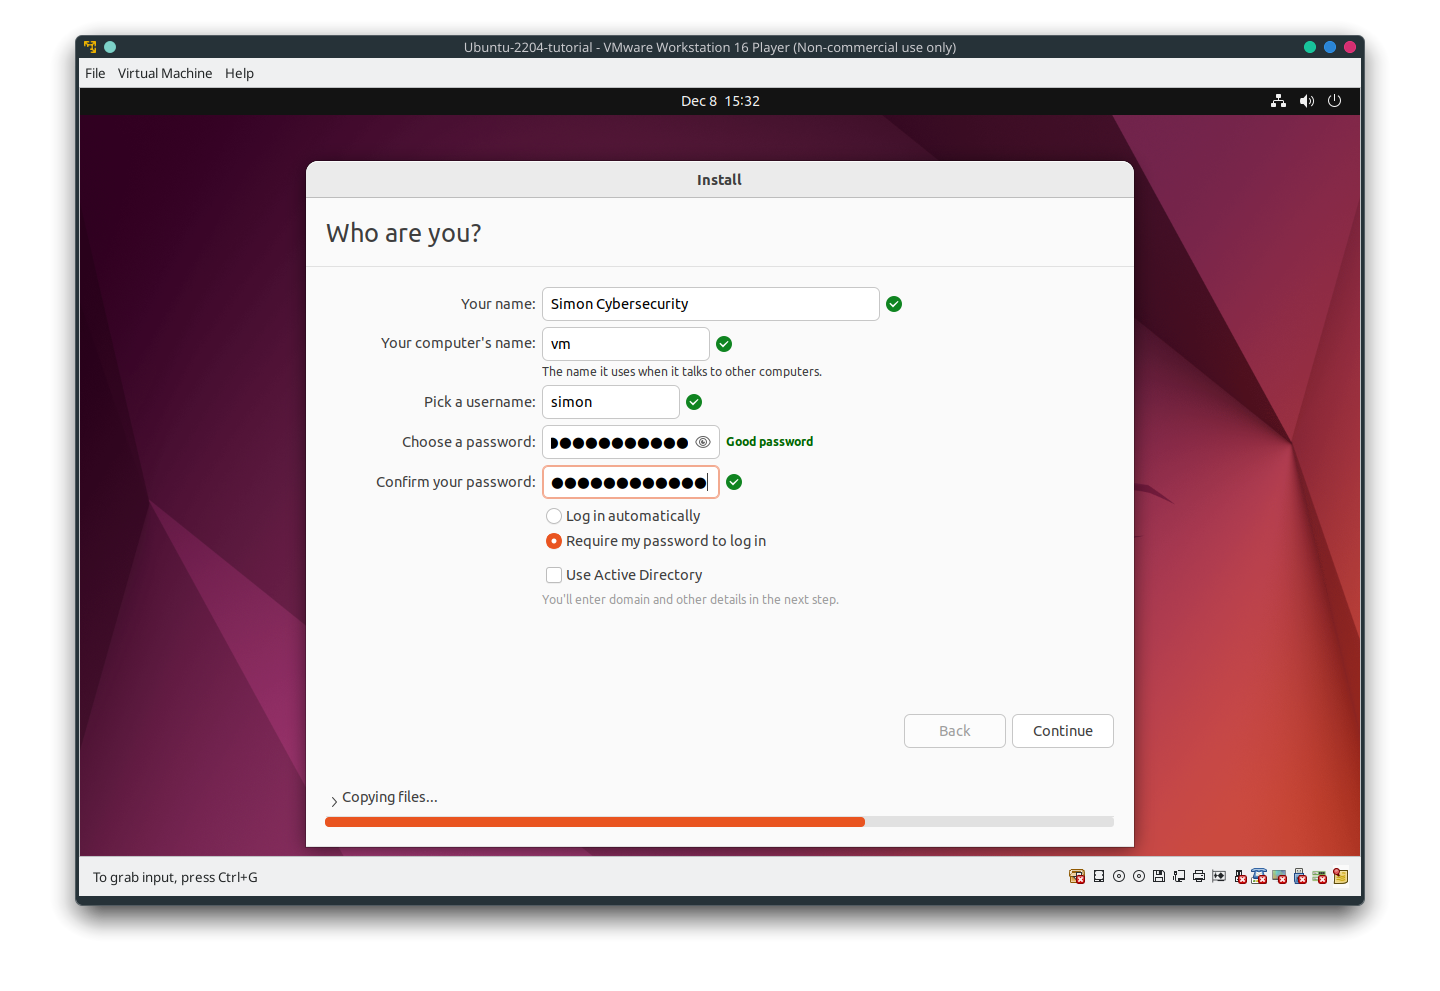 Ubuntu-2204-tutorial - VMware Workstation 16 Player (Non-commercial use only)
File Virtual Machine Help
Dec 8 15:32
Install
Who are you?
Your name: Simon Cybersecurity
Your computer's name: vm
The name it uses when it talks to other computers.
Pick a username: simon
Choose a password: ●●●●●●●●●●● Good password
Confirm your password: ●●●●●●●●●●●●
Log in automatically
Require my password to log in
Use Active Directory
You'll enter domain and other details in the next step.
Back Continue
Copying files...
To grab input, press Ctrl+G